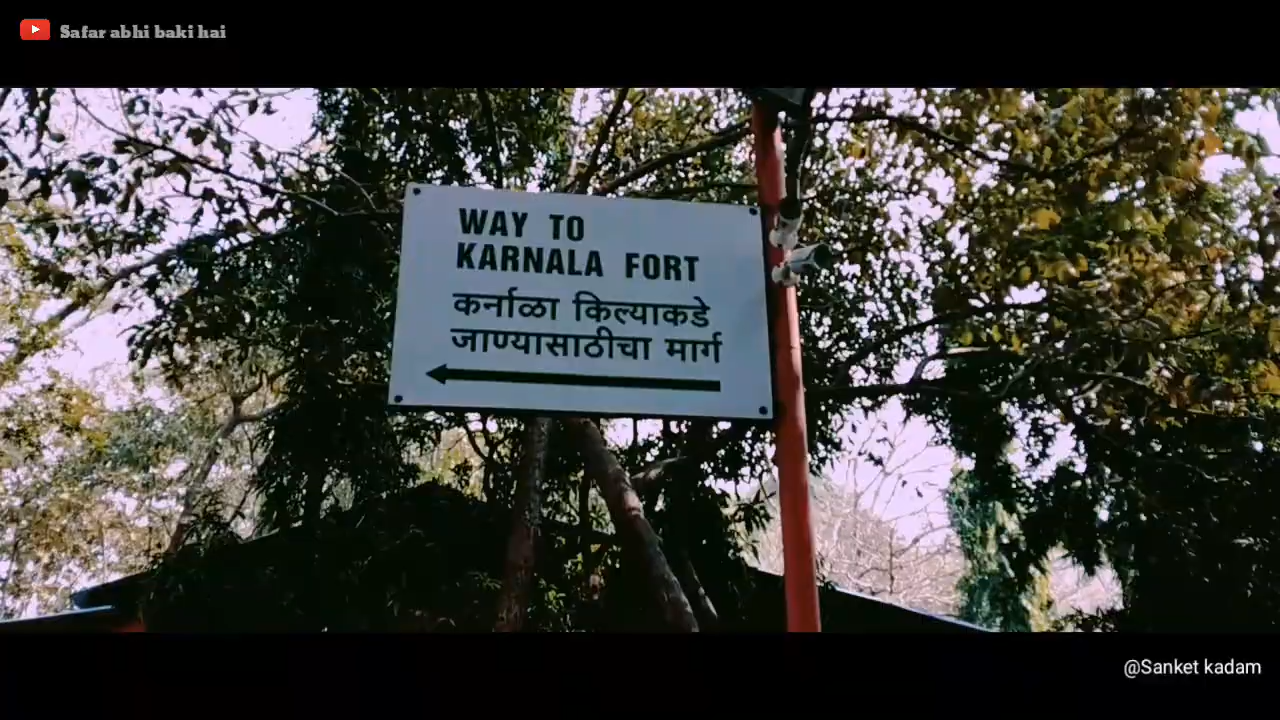 Safar abhi baki hai
WAY TO
KARNALA FORT
कर्नाळा किल्याकडे
जाण्यासाठीचा मार्ग
@Sanket kadam